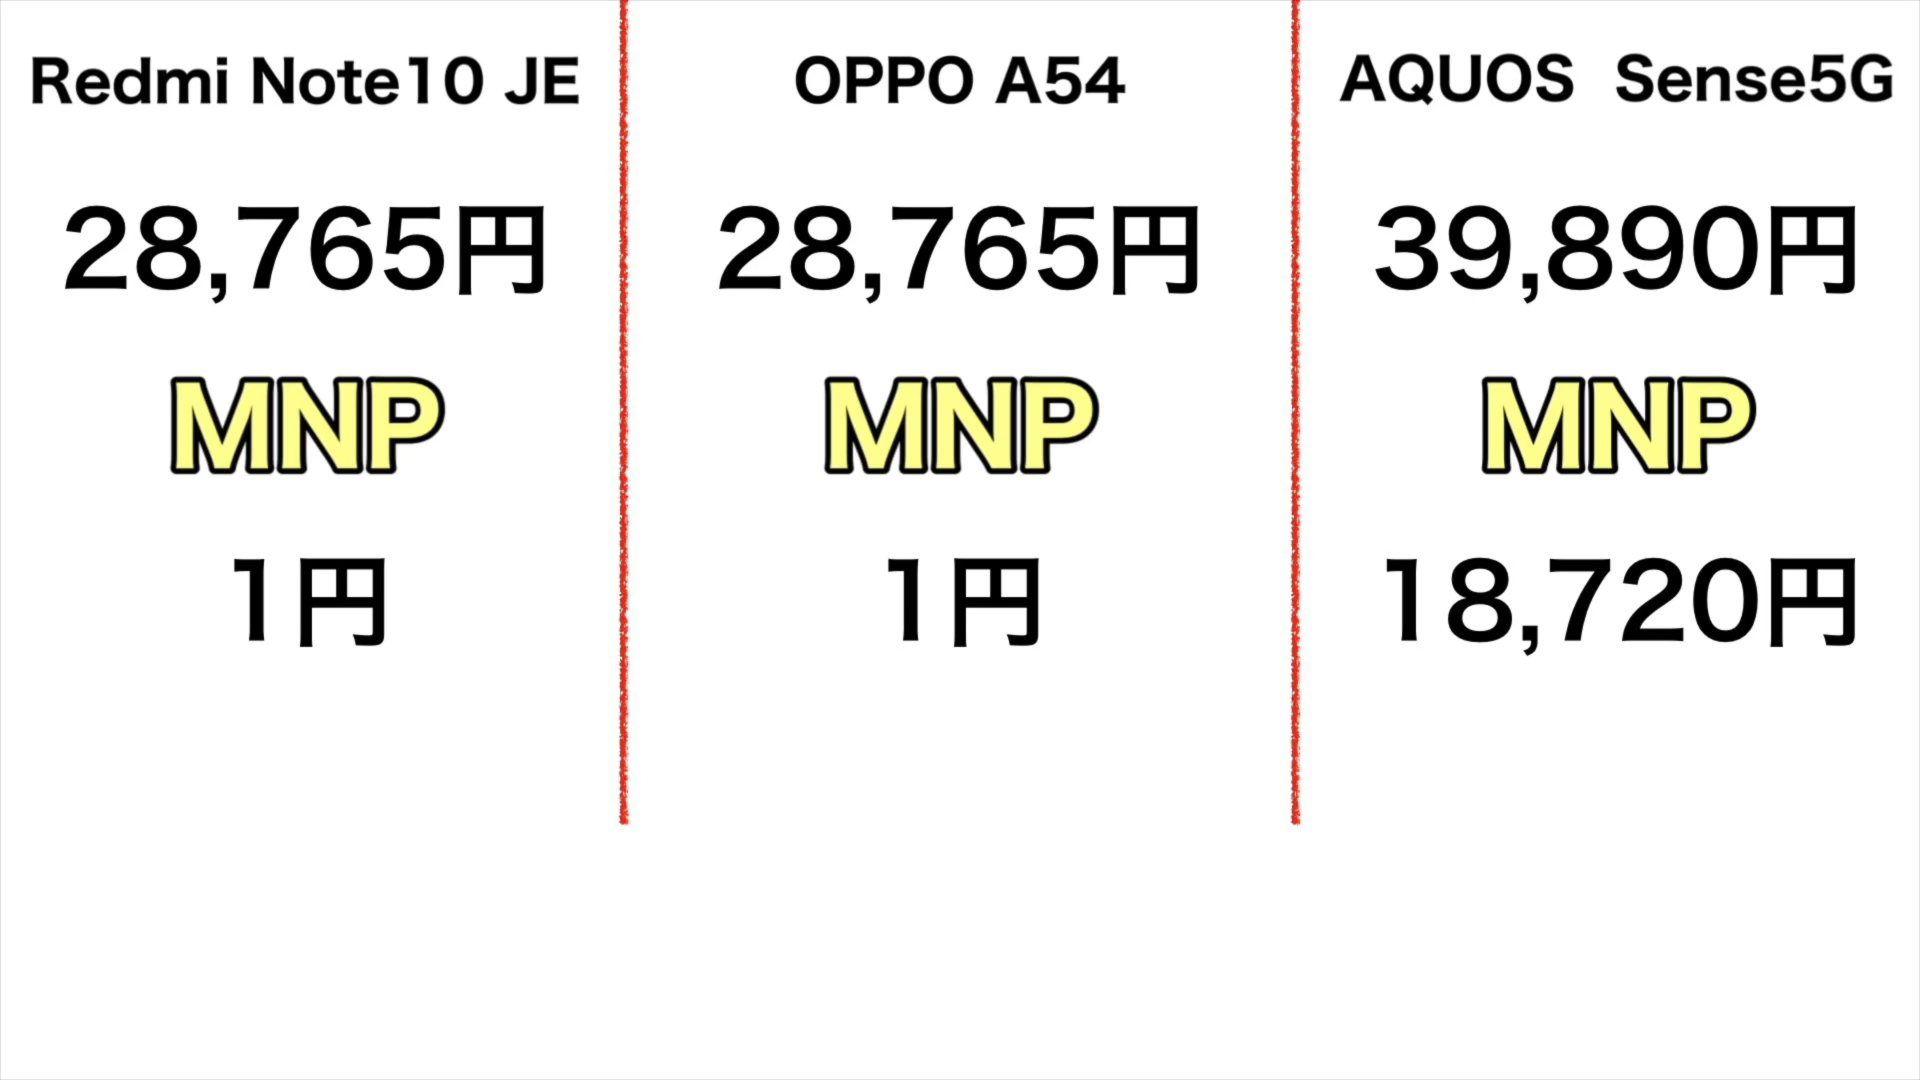 Redmi Note10 JE
28,765円
MNP
1円
OPPO A54
28,765円
MNP
1円
AQUOS Sense5G
39,890円
MNP
18,720円